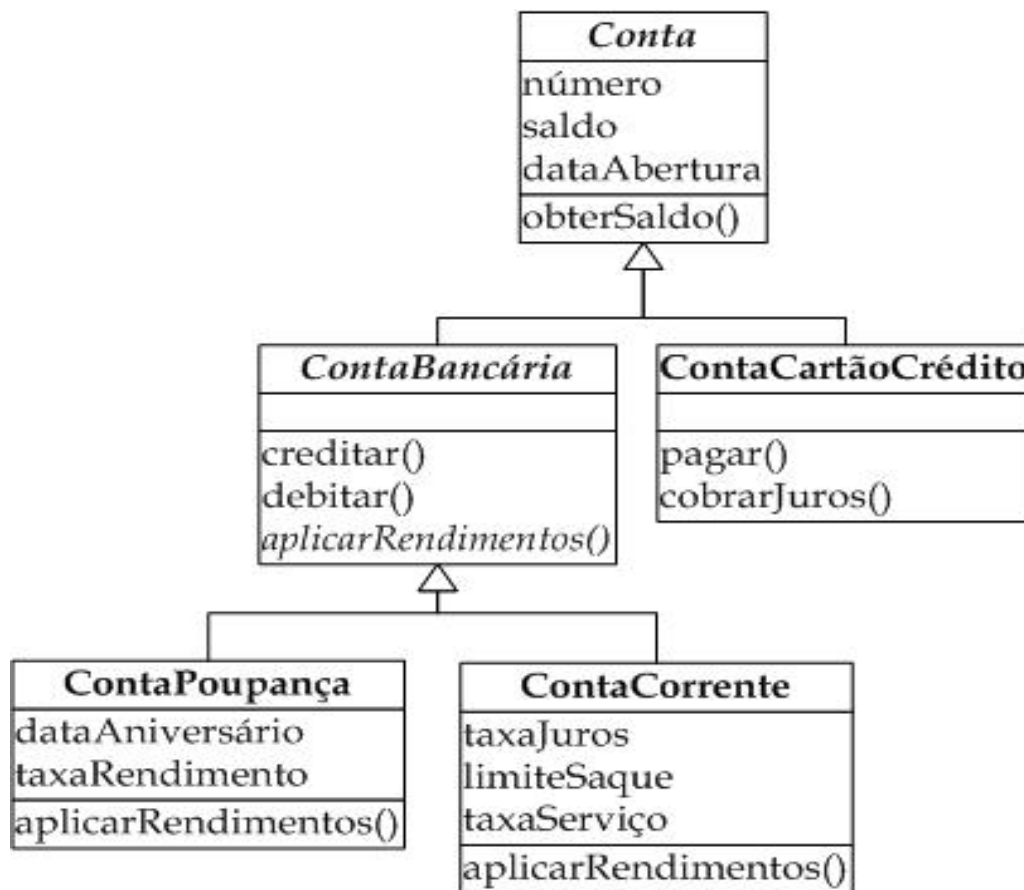 Conta
número
saldo
dataAbertura
obterSaldo()
ContaBancária
creditar()
debitar()
aplicarRendimentos()
ContaCartãoCrédito
pagar()
cobrarJuros()
ContaPoupança
dataAniversário
taxaRendimento
aplicarRendimentos()
ContaCorrente
taxaJuros
limiteSaque
taxaServiço
aplicarRendimentos()